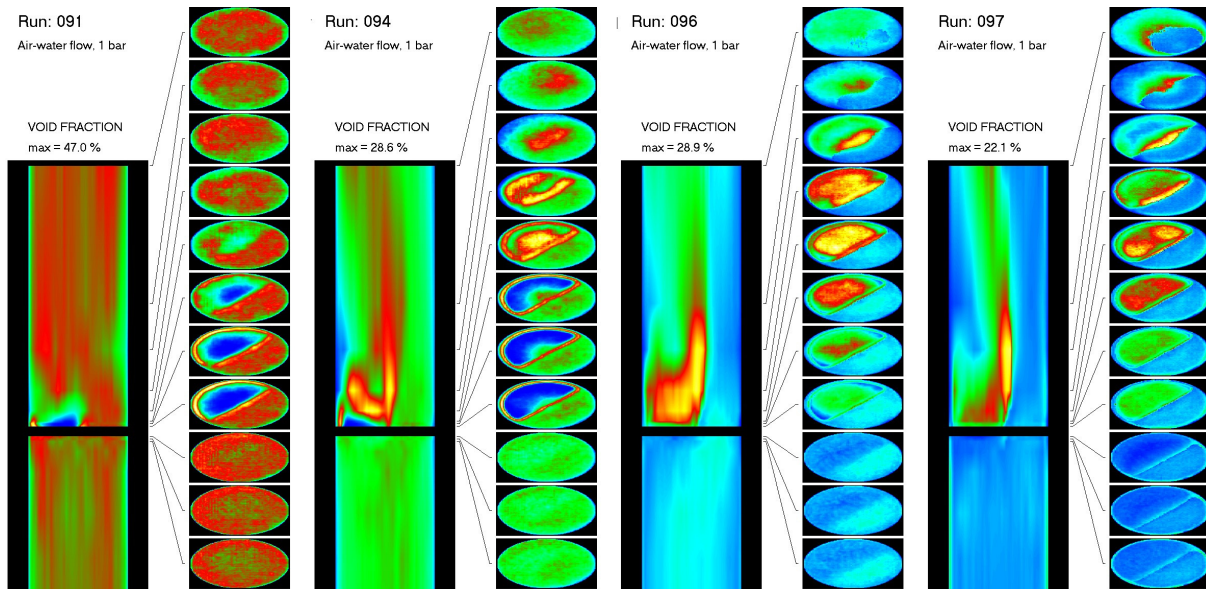 Run: 091
Air-water flow, 1 bar
VOID FRACTION
max = 47.0 %
Run: 094
Air-water flow, 1 bar
VOID FRACTION
max = 28.6 %
Run: 096
Air-water flow, 1 bar
VOID FRACTION
max = 28.9 %
Run: 097
Air-water flow, 1 bar
VOID FRACTION
max = 22.1 %